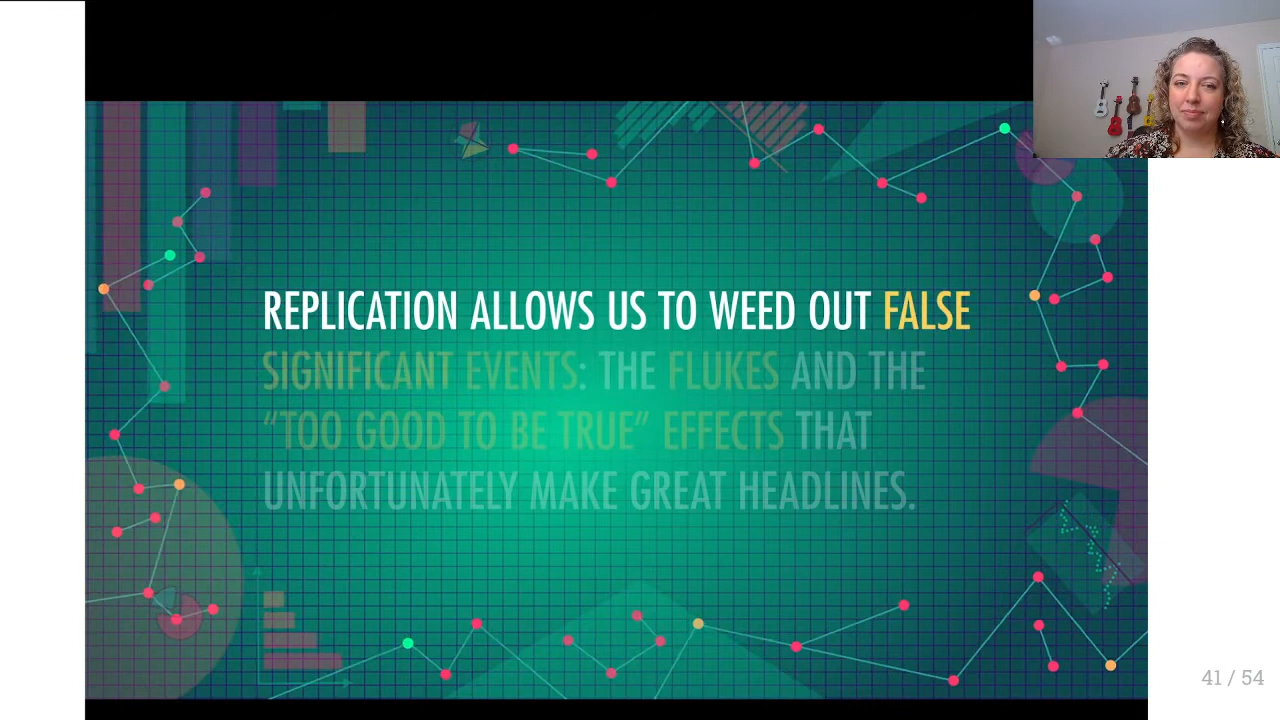 REPLICATION ALLOWS US TO WEED OUT FALSE
SIGNIFICANT EVENTS: THE FLUKES AND THE
“TOO GOOD TO BE TRUE” EFFECTS THAT
UNFORTUNATELY MAKE GREAT HEADLINES.
41 / 54